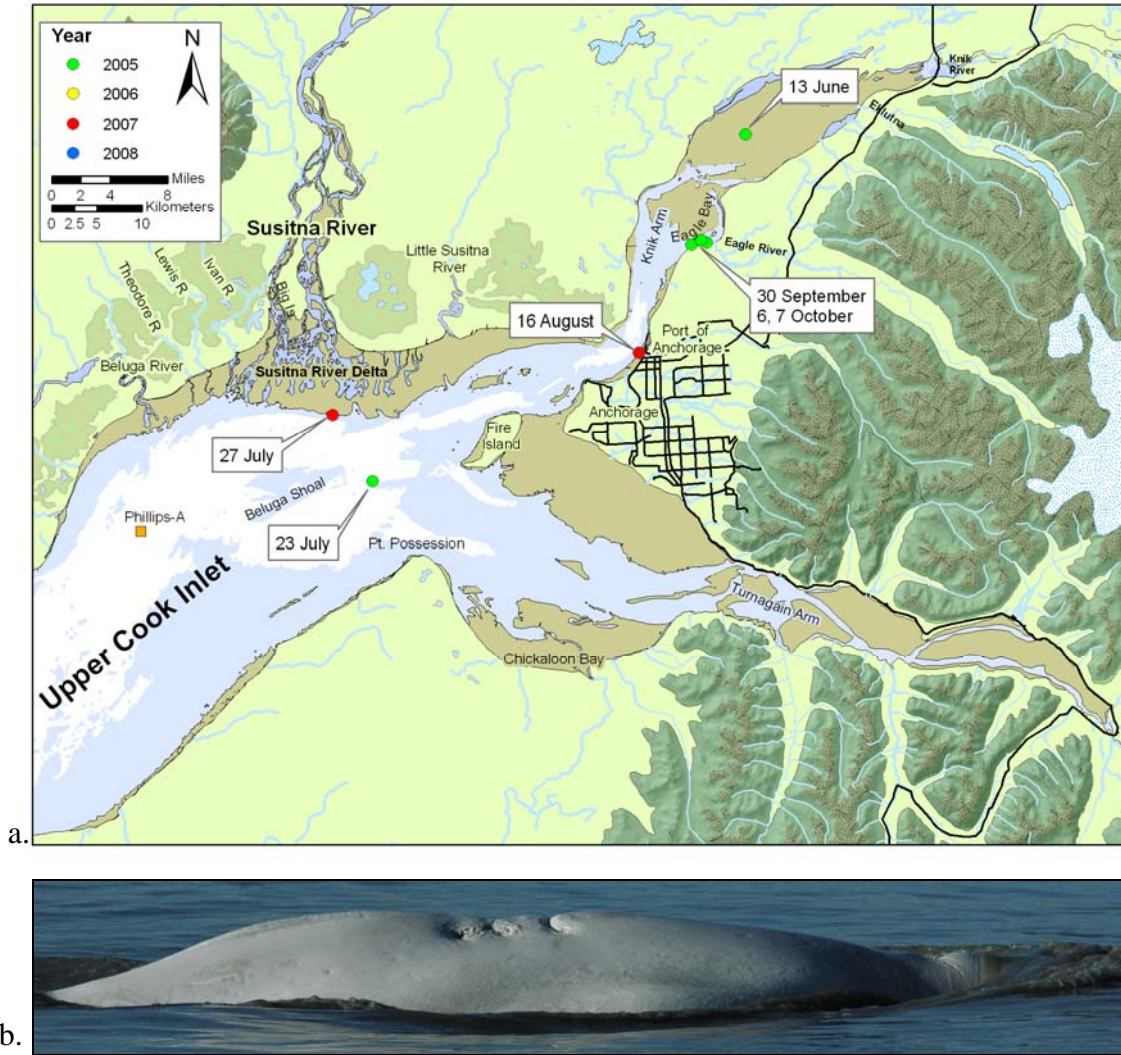 Year
N
2005
2006
2007
2008
Miles
0 2 4 8
Kilometers
0 2.5 5 10
Knik
River
13 June
Eklutna
Susitna River
Knik Arm
Eagle Bay
Eagle River
Little Susitna
River
Theodore R
Lewis R
Ivan R
Big Is
30 September
6, 7 October
16 August
Port of
Anchorage
Beluga River
Susitna River Delta
Anchorage
Fire
Island
27 July
Beluga Shoal
Phillips-A
23 July
Pt. Possession
Upper Cook Inlet
Turnagain Arm
Chickaloon Bay
a.
b.